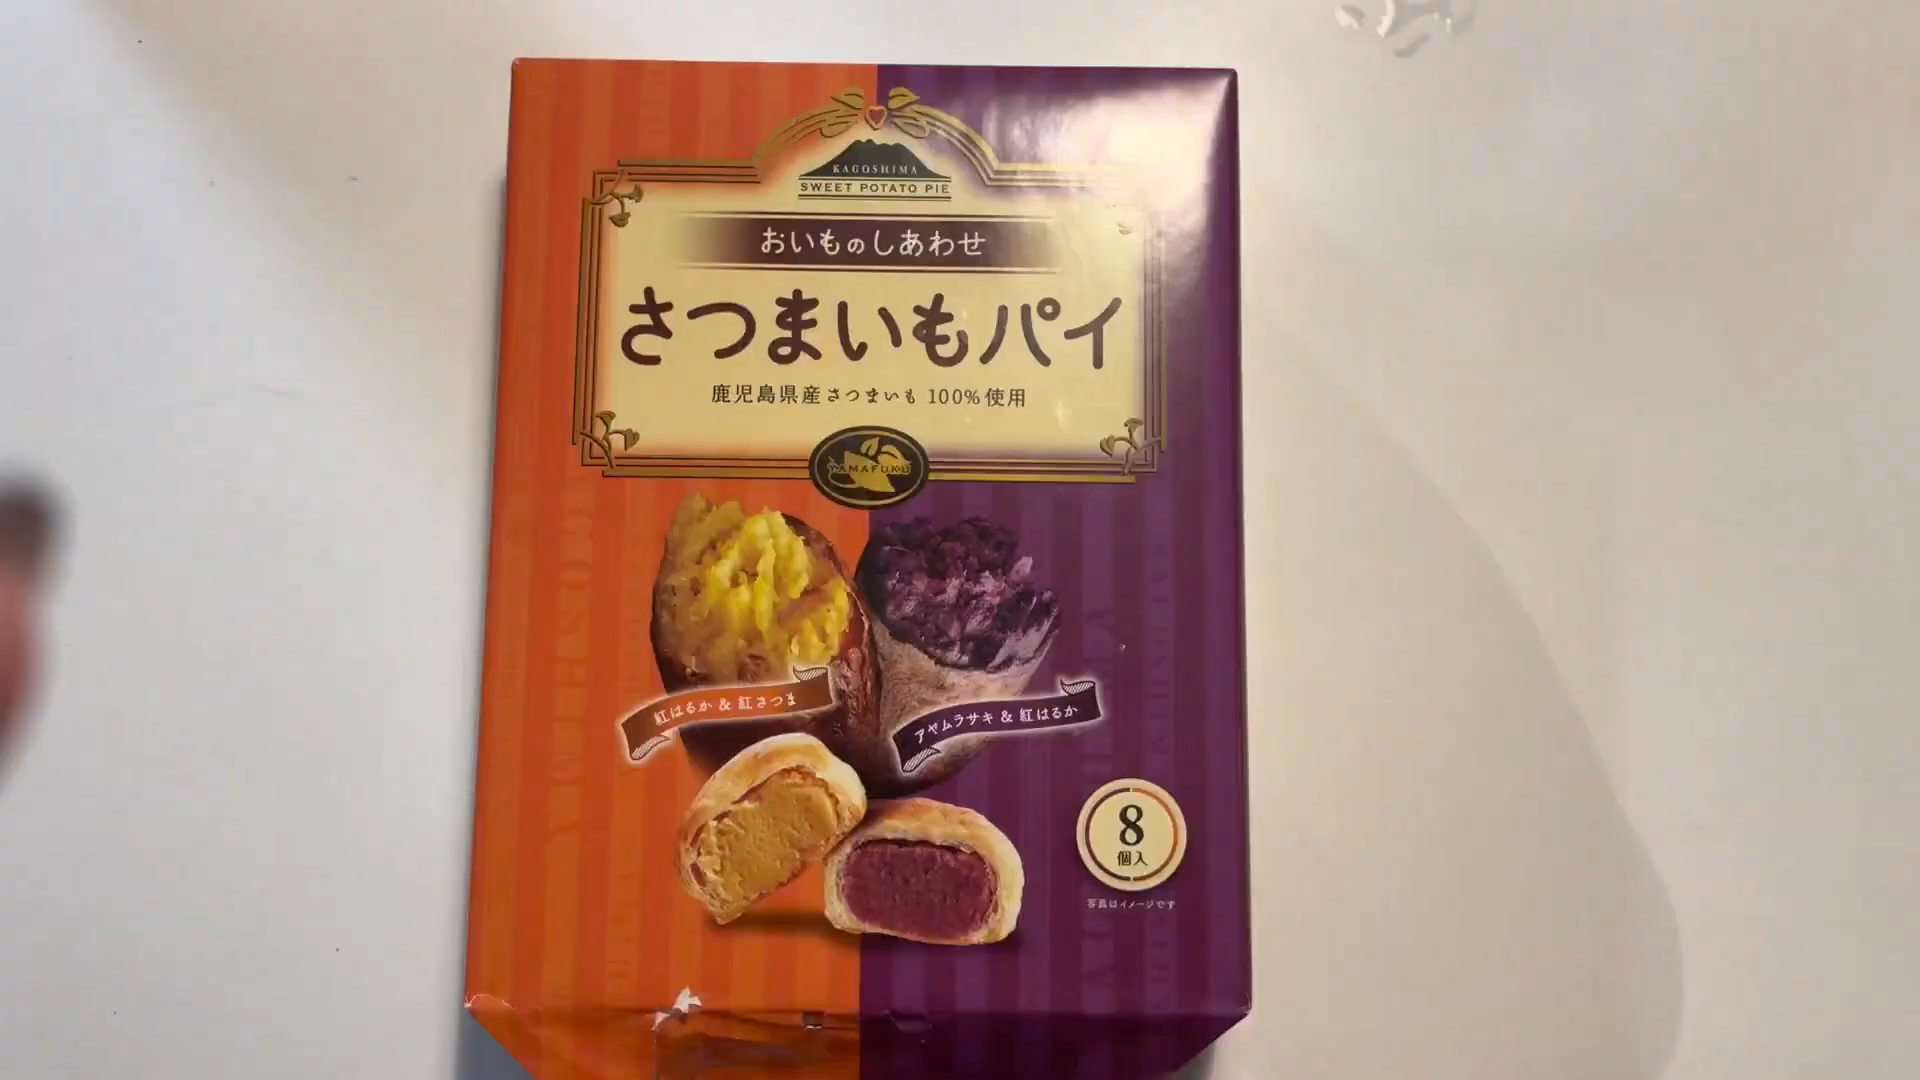 KAGOSHIMA
SWEET POTATO PIE
おいものしあわせ
さつまいもパイ
鹿児島県産さつまいも 100%使用
YAMAFUKU
紅はるか & 紅さつま
アヤムラサキ & 紅はるか
8
個入
写真はイメージです